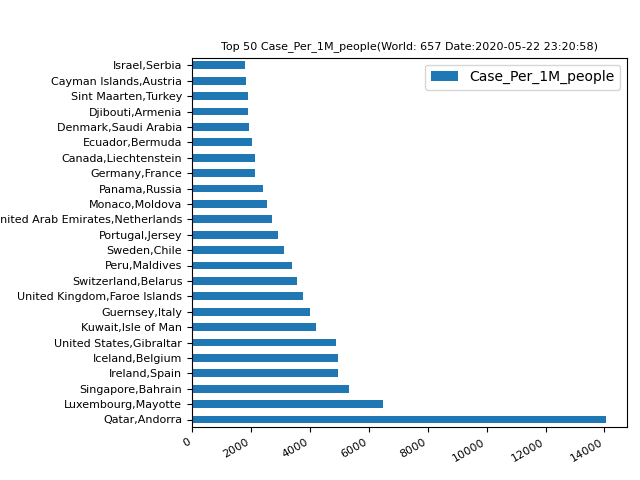 Top 50 Case_Per_1M_people(World: 657 Date:2020-05-22 23:20:58)
Case_Per_1M_people
Israel,Serbia
Cayman Islands,Austria
Sint Maarten,Turkey
Djibouti,Armenia
Denmark,Saudi Arabia
Ecuador,Bermuda
Canada,Liechtenstein
Germany,France
Panama,Russia
Monaco,Moldova
nited Arab Emirates,Netherlands
Portugal,Jersey
Sweden,Chile
Peru,Maldives
Switzerland,Belarus
United Kingdom,Faroe Islands
Guernsey,Italy
Kuwait,Isle of Man
United States,Gibraltar
Iceland,Belgium
Ireland,Spain
Singapore,Bahrain
Luxembourg,Mayotte
Qatar,Andorra
0 2000 4000 6000 8000 10000 12000 14000